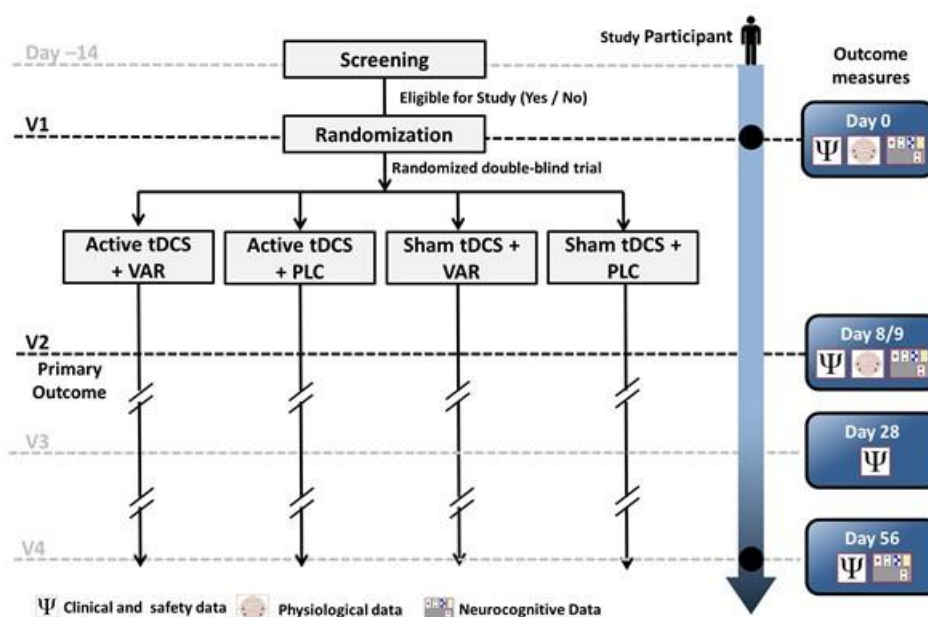 Day –14
Study Participant
Screening
Outcome
measures
Eligible for Study (Yes / No)
V1
Randomization
Day 0
Ψ
Randomized double-blind trial
Active tDCS
+ VAR
Active tDCS
+ PLC
Sham tDCS +
VAR
Sham tDCS +
PLC
V2
Primary
Outcome
Day 8/9
Ψ
V3
Day 28
Ψ
V4
Day 56
Ψ
Ψ Clinical and safety data
Physiological data
Neurocognitive Data